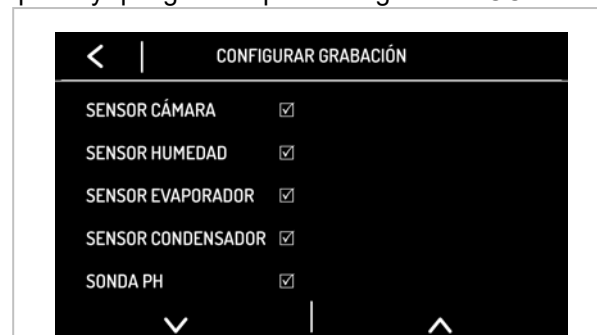 CONFIGURAR GRABACIÓN
SENSOR CÁMARA
SENSOR HUMEDAD
SENSOR EVAPORADOR
SENSOR CONDENSADOR
SONDA PH